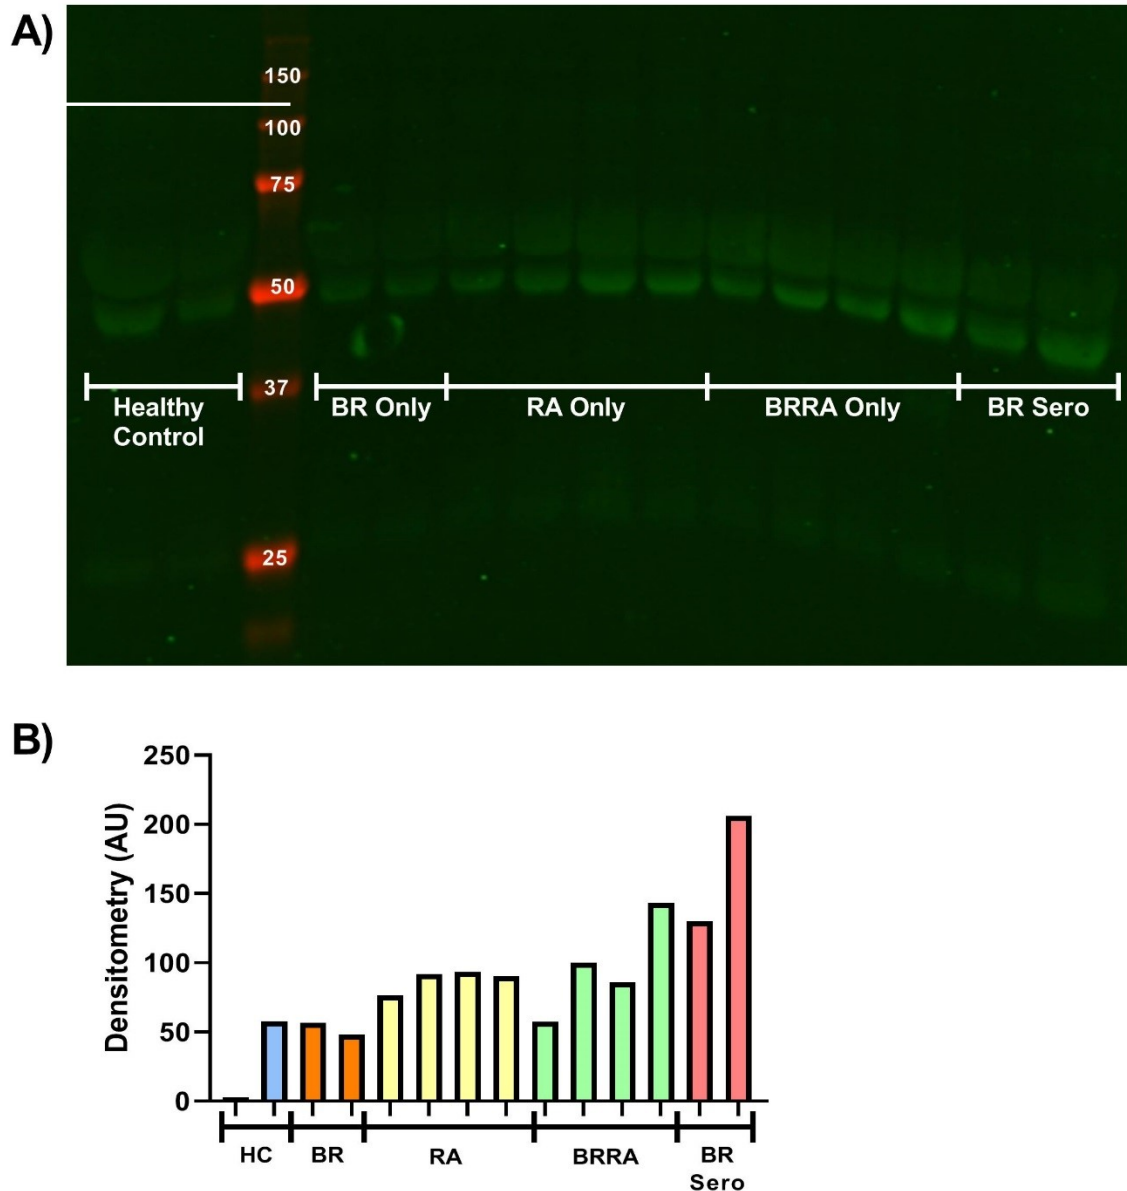 A)
150
100
75
50
37
25
Healthy
Control
BR Only
RA Only
BRRA Only
BR Sero
B)
Densitometry (AU)
250
200
150
100
50
0
HC
BR
RA
BRRA
BR
Sero